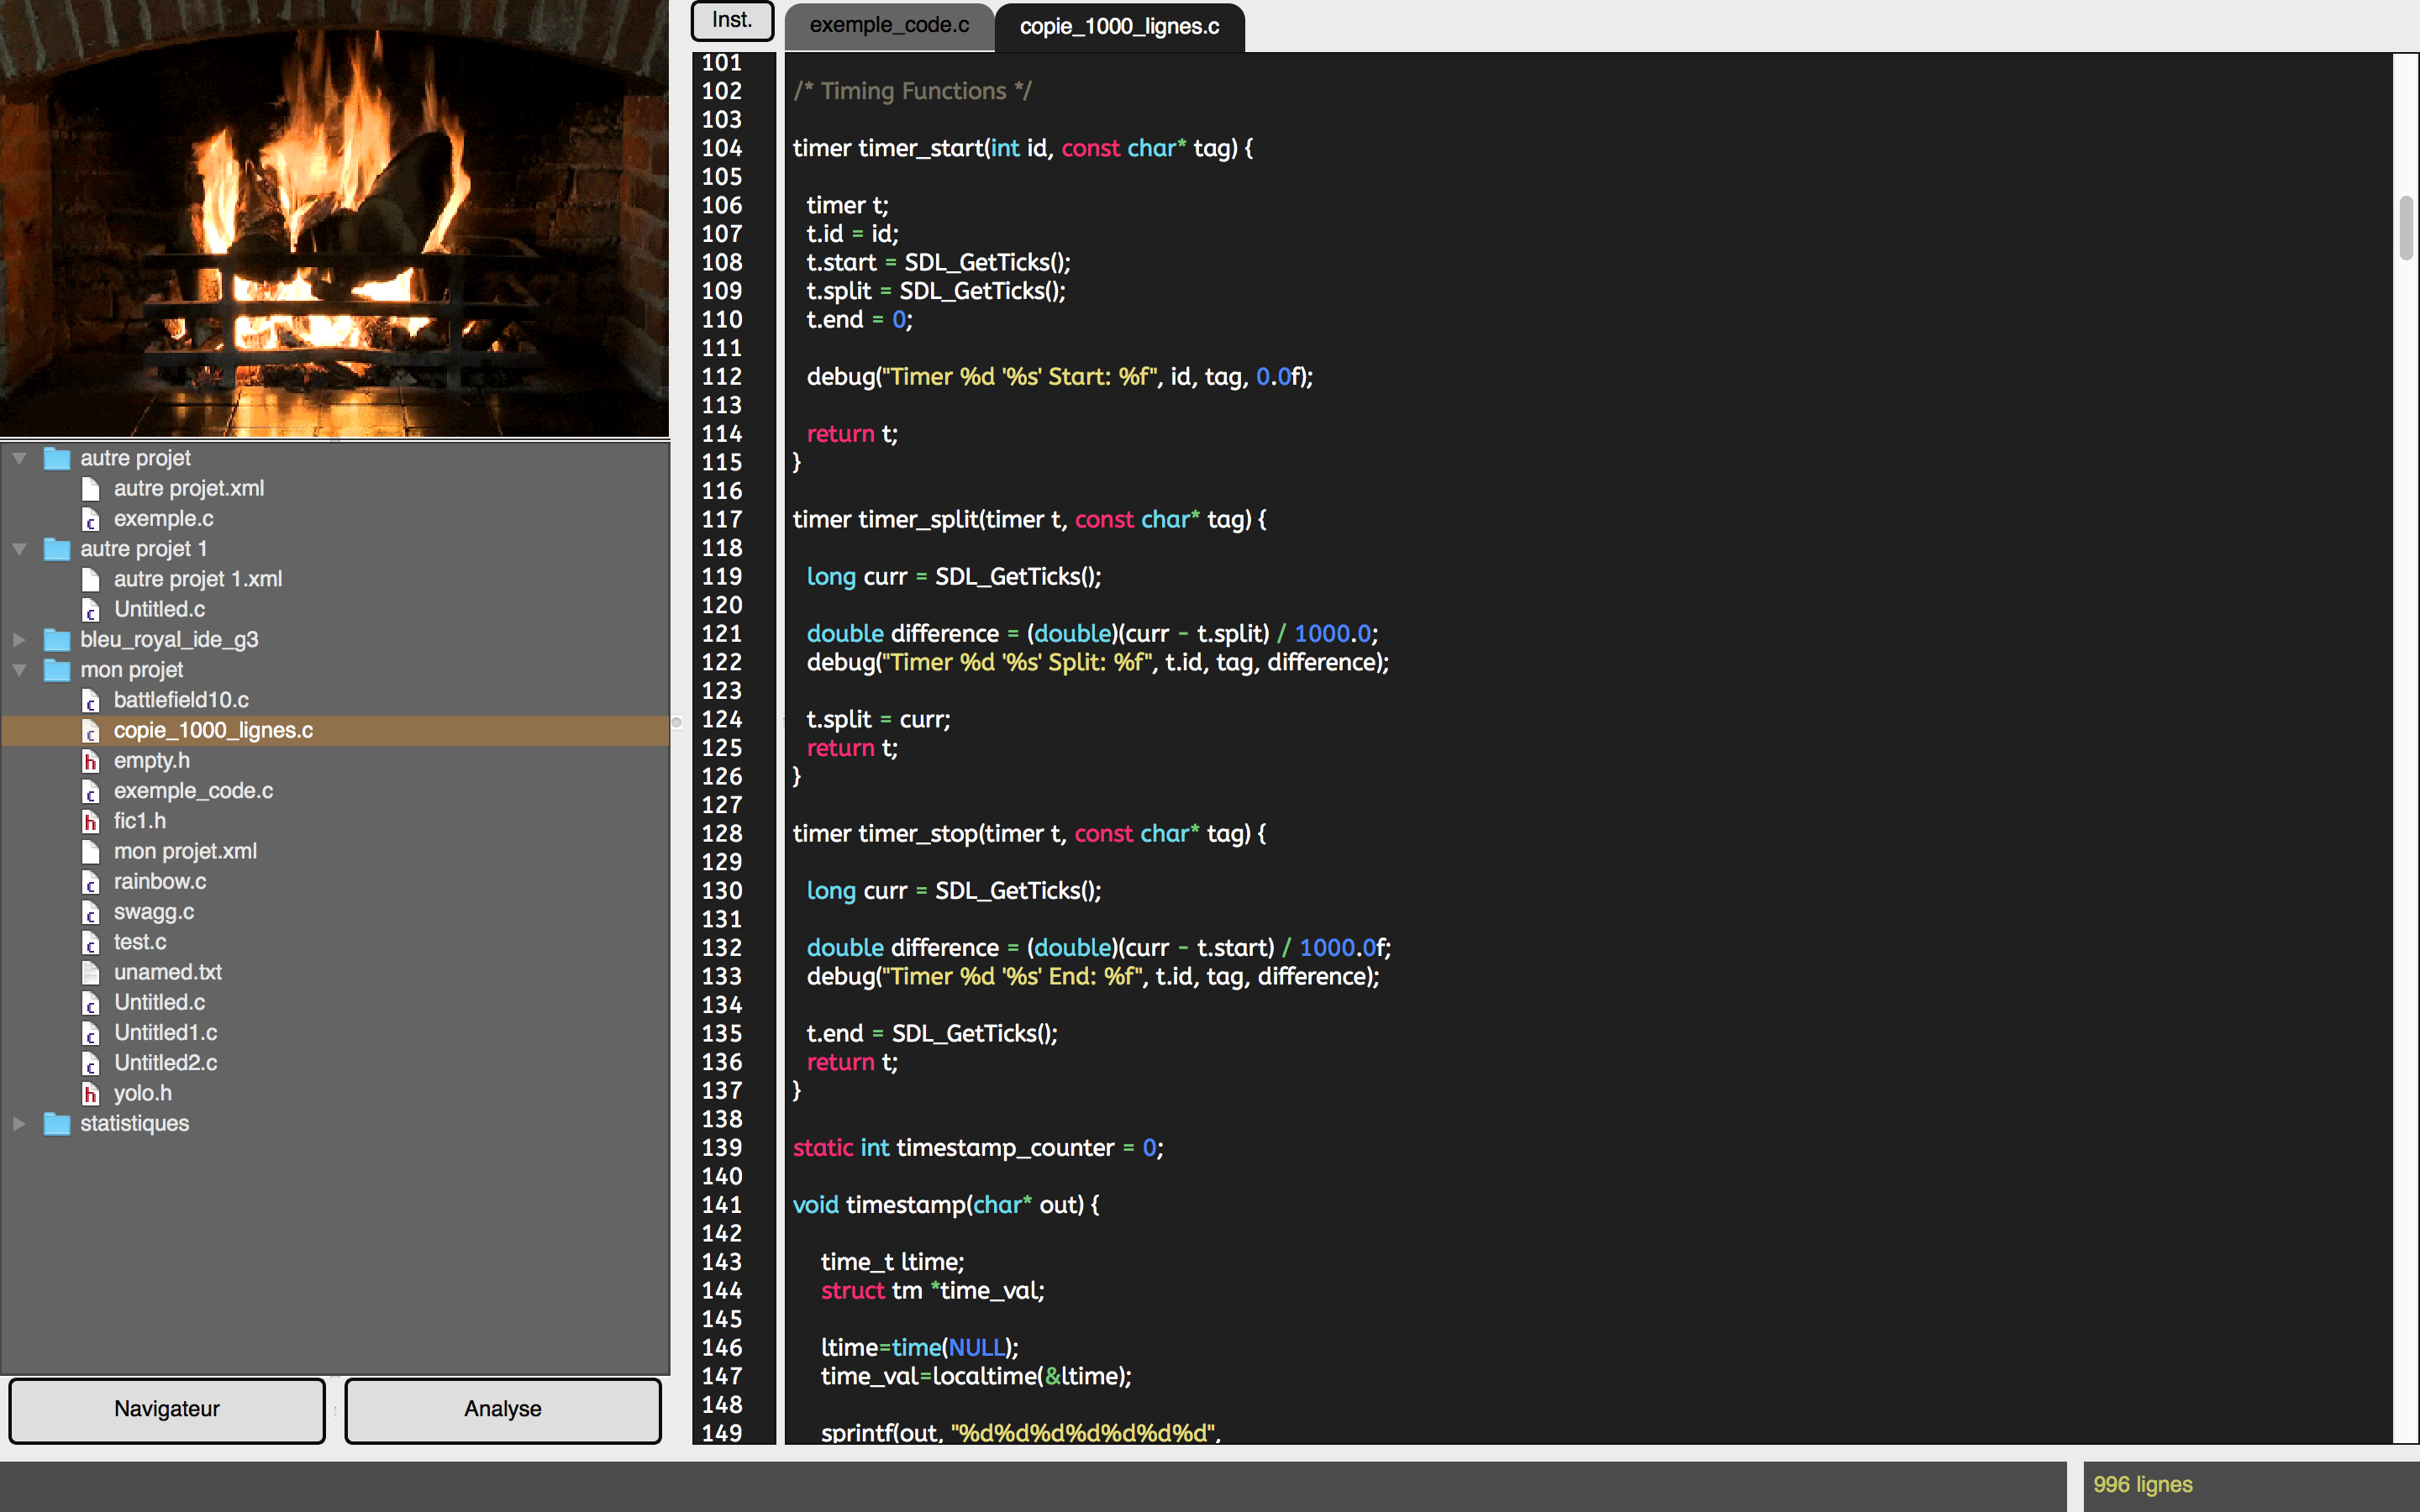 Inst.
exemple_code.c
copie_1000_lignes.c
autre projet
autre projet.xml
exemple.c
autre projet 1
autre projet 1.xml
Untitled.c
bleu_royal_ide_g3
mon projet
battlefield10.c
copie_1000_lignes.c
empty.h
exemple_code.c
fic1.h
mon projet.xml
rainbow.c
swagg.c
test.c
unamed.txt
Untitled.c
Untitled1.c
Untitled2.c
yolo.h
statistiques
Navigateur
Analyse
101
102 /* Timing Functions */
103
104 timer timer_start(int id, const char* tag) {
105
106 timer t;
107 t.id = id;
108 t.start = SDL_GetTicks();
109 t.split = SDL_GetTicks();
110 t.end = 0;
111
112 debug("Timer %d '%s' Start: %f", id, tag, 0.0f);
113
114 return t;
115 }
116
117 timer timer_split(timer t, const char* tag) {
118
119 long curr = SDL_GetTicks();
120
121 double difference = (double)(curr - t.split) / 1000.0;
122 debug("Timer %d '%s' Split: %f", t.id, tag, difference);
123
124 t.split = curr;
125 return t;
126 }
127
128 timer timer_stop(timer t, const char* tag) {
129
130 long curr = SDL_GetTicks();
131
132 double difference = (double)(curr - t.start) / 1000.0f;
133 debug("Timer %d '%s' End: %f", t.id, tag, difference);
134
135 t.end = SDL_GetTicks();
136 return t;
137 }
138
139 static int timestamp_counter = 0;
140
141 void timestamp(char* out) {
142
143 time_t ltime;
144 struct tm *time_val;
145
146 ltime=time(NULL);
147 time_val=localtime(&ltime);
148
149 sprintf(out, "%d%d%d%d%d%d%d",
996 lignes